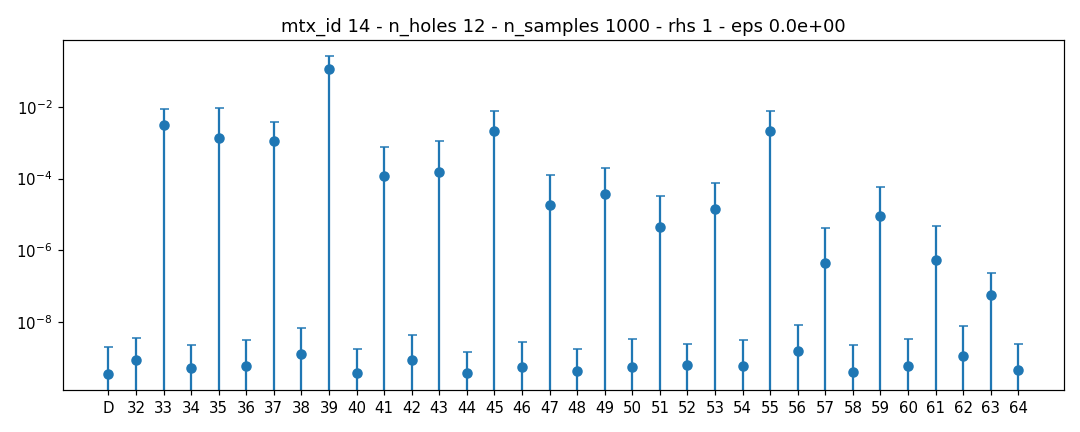 mtx_id 14 - n_holes 12 - n_samples 1000 - rhs 1 - eps 0.0e+00
10⁻²
10⁻⁴
10⁻⁶
10⁻⁸
D 32 33 34 35 36 37 38 39 40 41 42 43 44 45 46 47 48 49 50 51 52 53 54 55 56 57 58 59 60 61 62 63 64